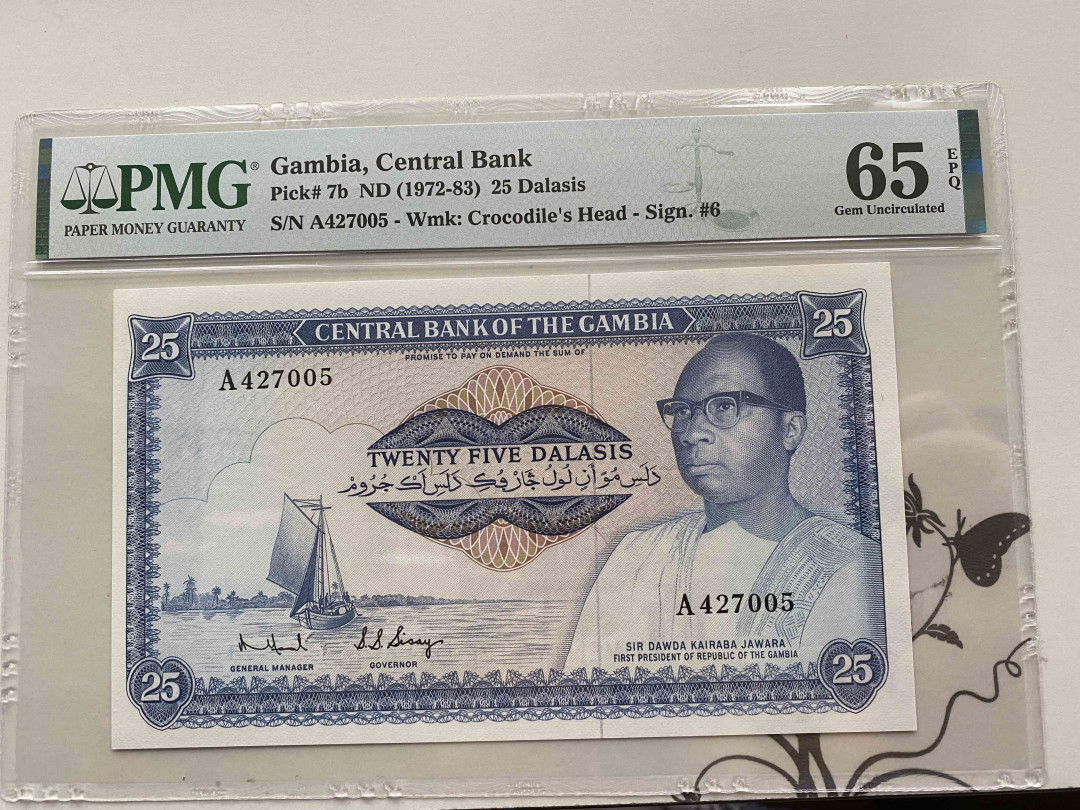 PMG®
PAPER MONEY GUARANTY
Gambia, Central Bank
Pick# 7b ND (1972-83) 25 Dalasis
S/N A427005 - Wmk: Crocodile's Head - Sign. #6
65
EPQ
Gem Uncirculated
25
CENTRAL BANK OF THE GAMBIA
25
PROMISE TO PAY ON DEMAND THE SUM OF
A427005
TWENTY FIVE DALASIS
A427005
GENERAL MANAGER
S.S. Sisay
GOVERNOR
SIR DAWDA KAIRABA JAWARA
FIRST PRESIDENT OF REPUBLIC OF THE GAMBIA
25
25